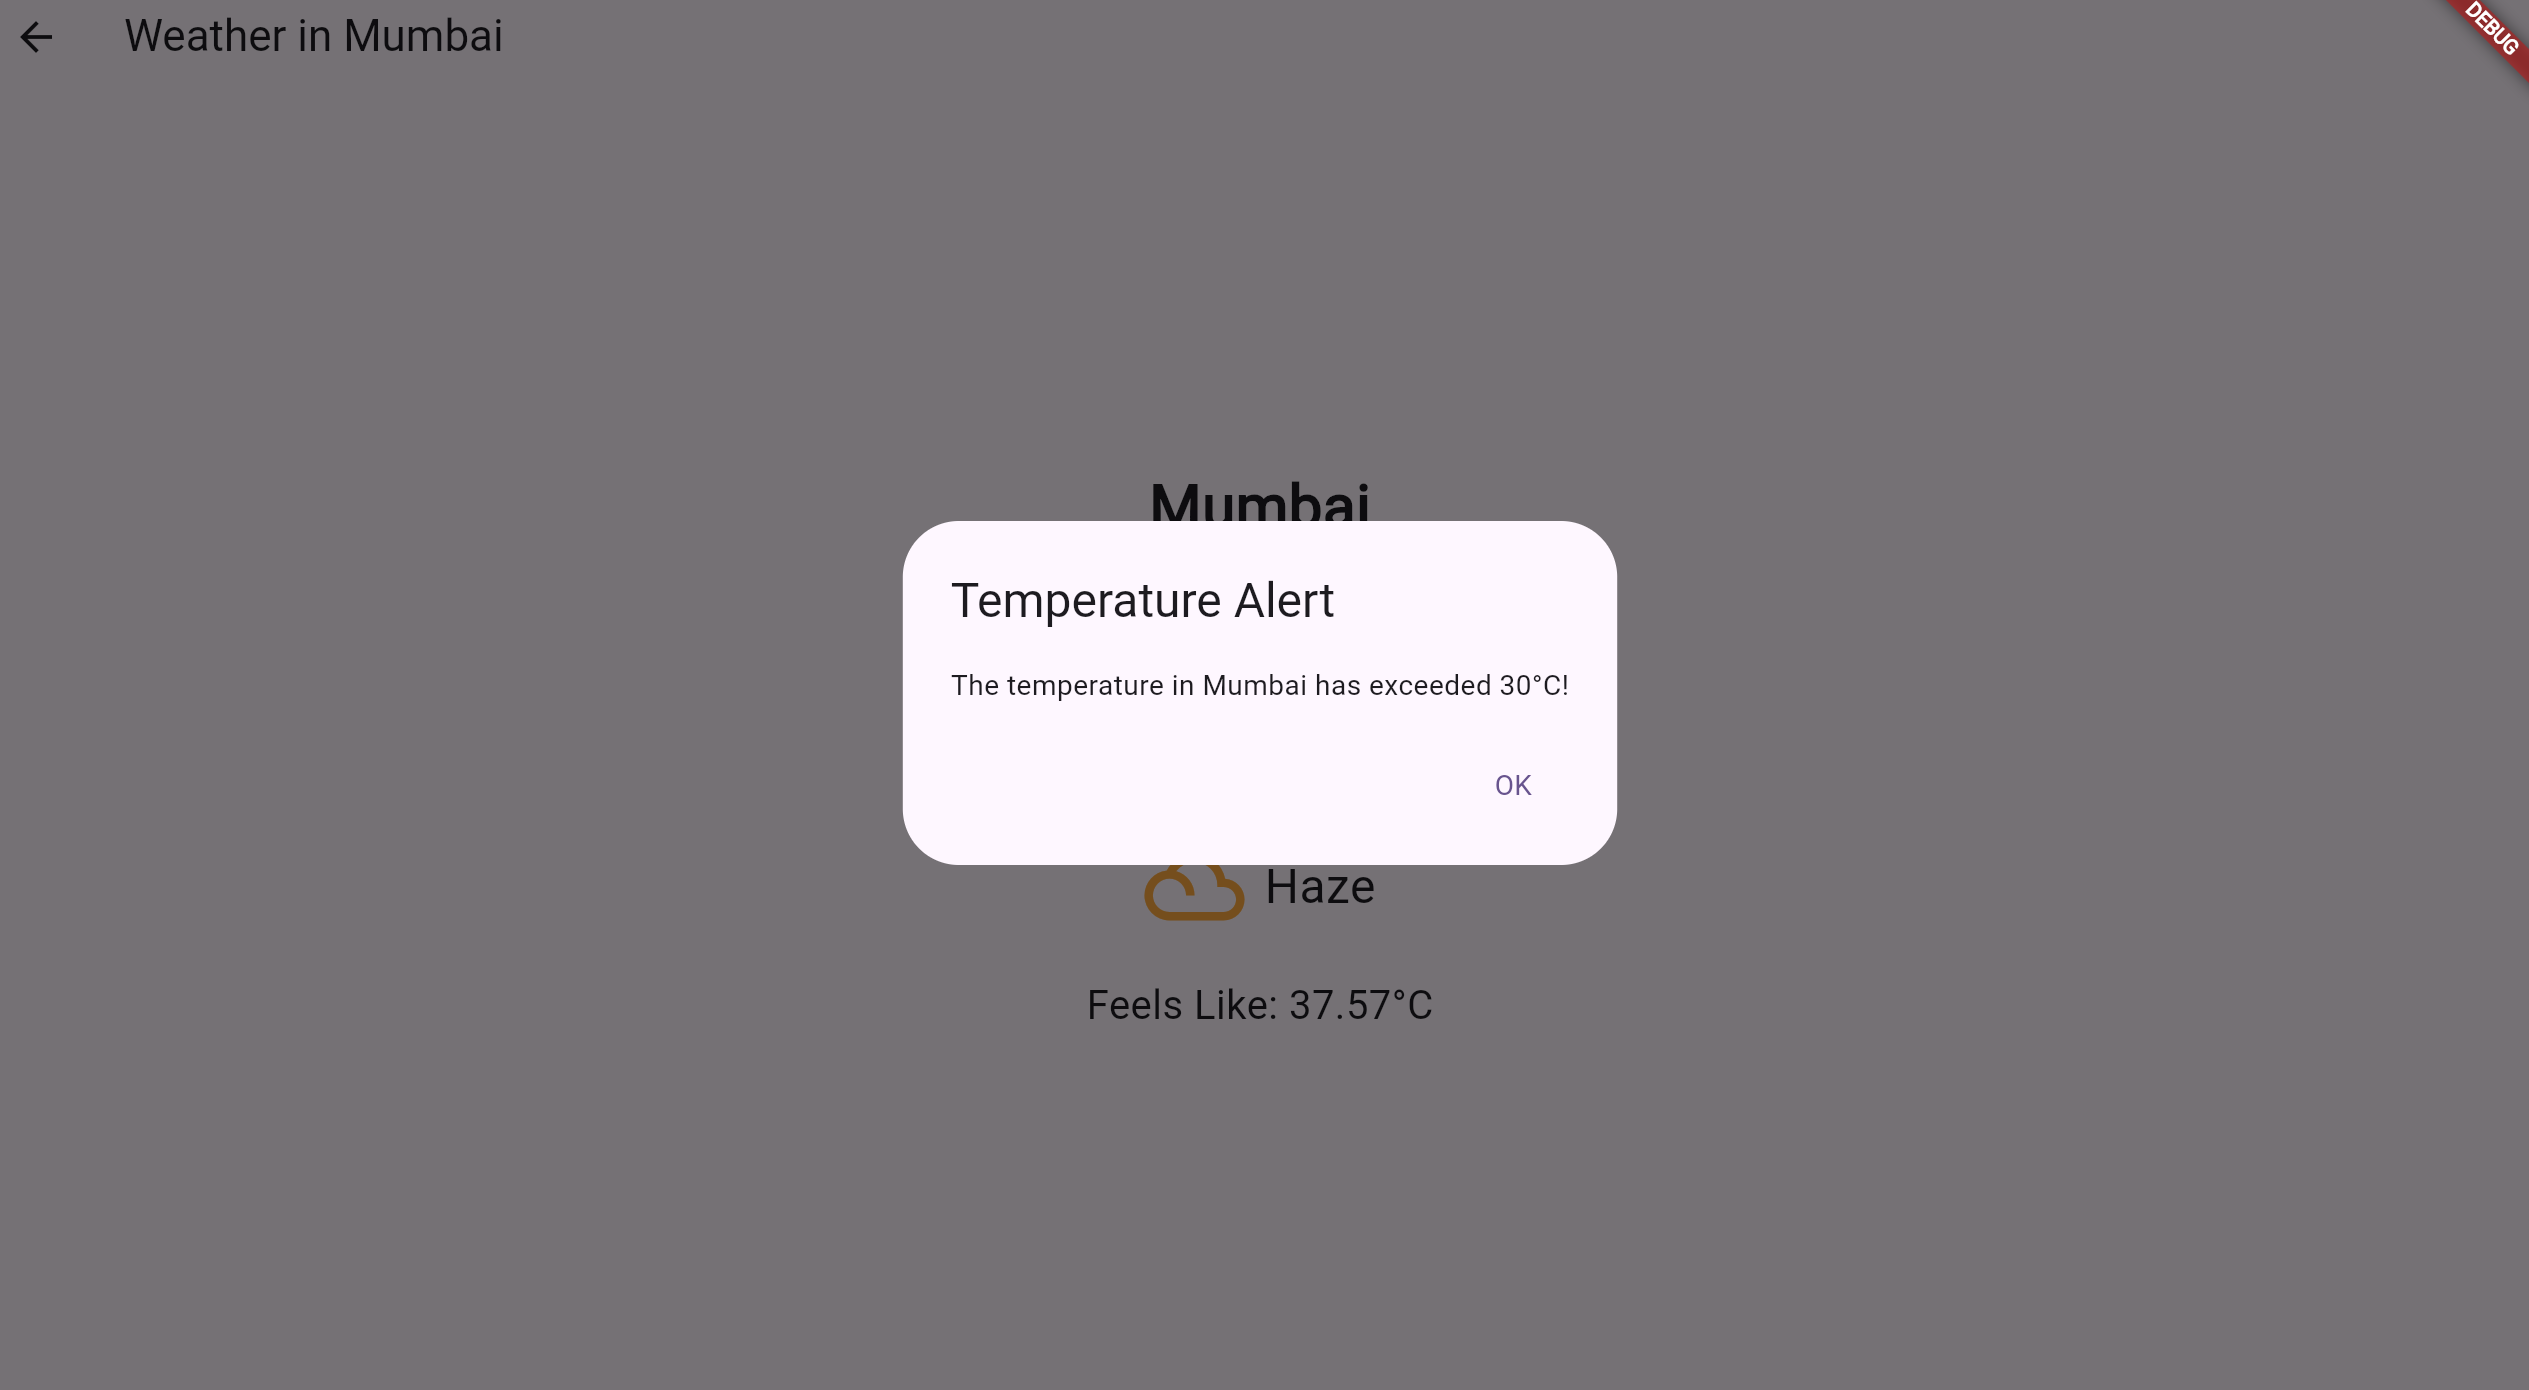 Weather in Mumbai
DEBUG
Mumbai
Temperature Alert
The temperature in Mumbai has exceeded 30°C!
OK
Haze
Feels Like: 37.57°C